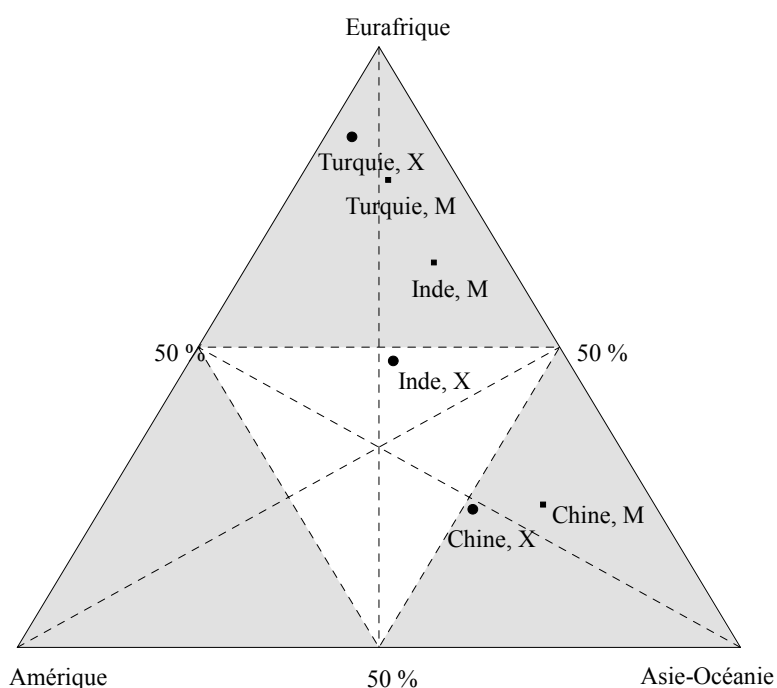 Eurafrique
Turquie, X
Turquie, M
Inde, M
50 %
50 %
Inde, X
Chine, M
Chine, X
Amérique
50 %
Asie-Océanie